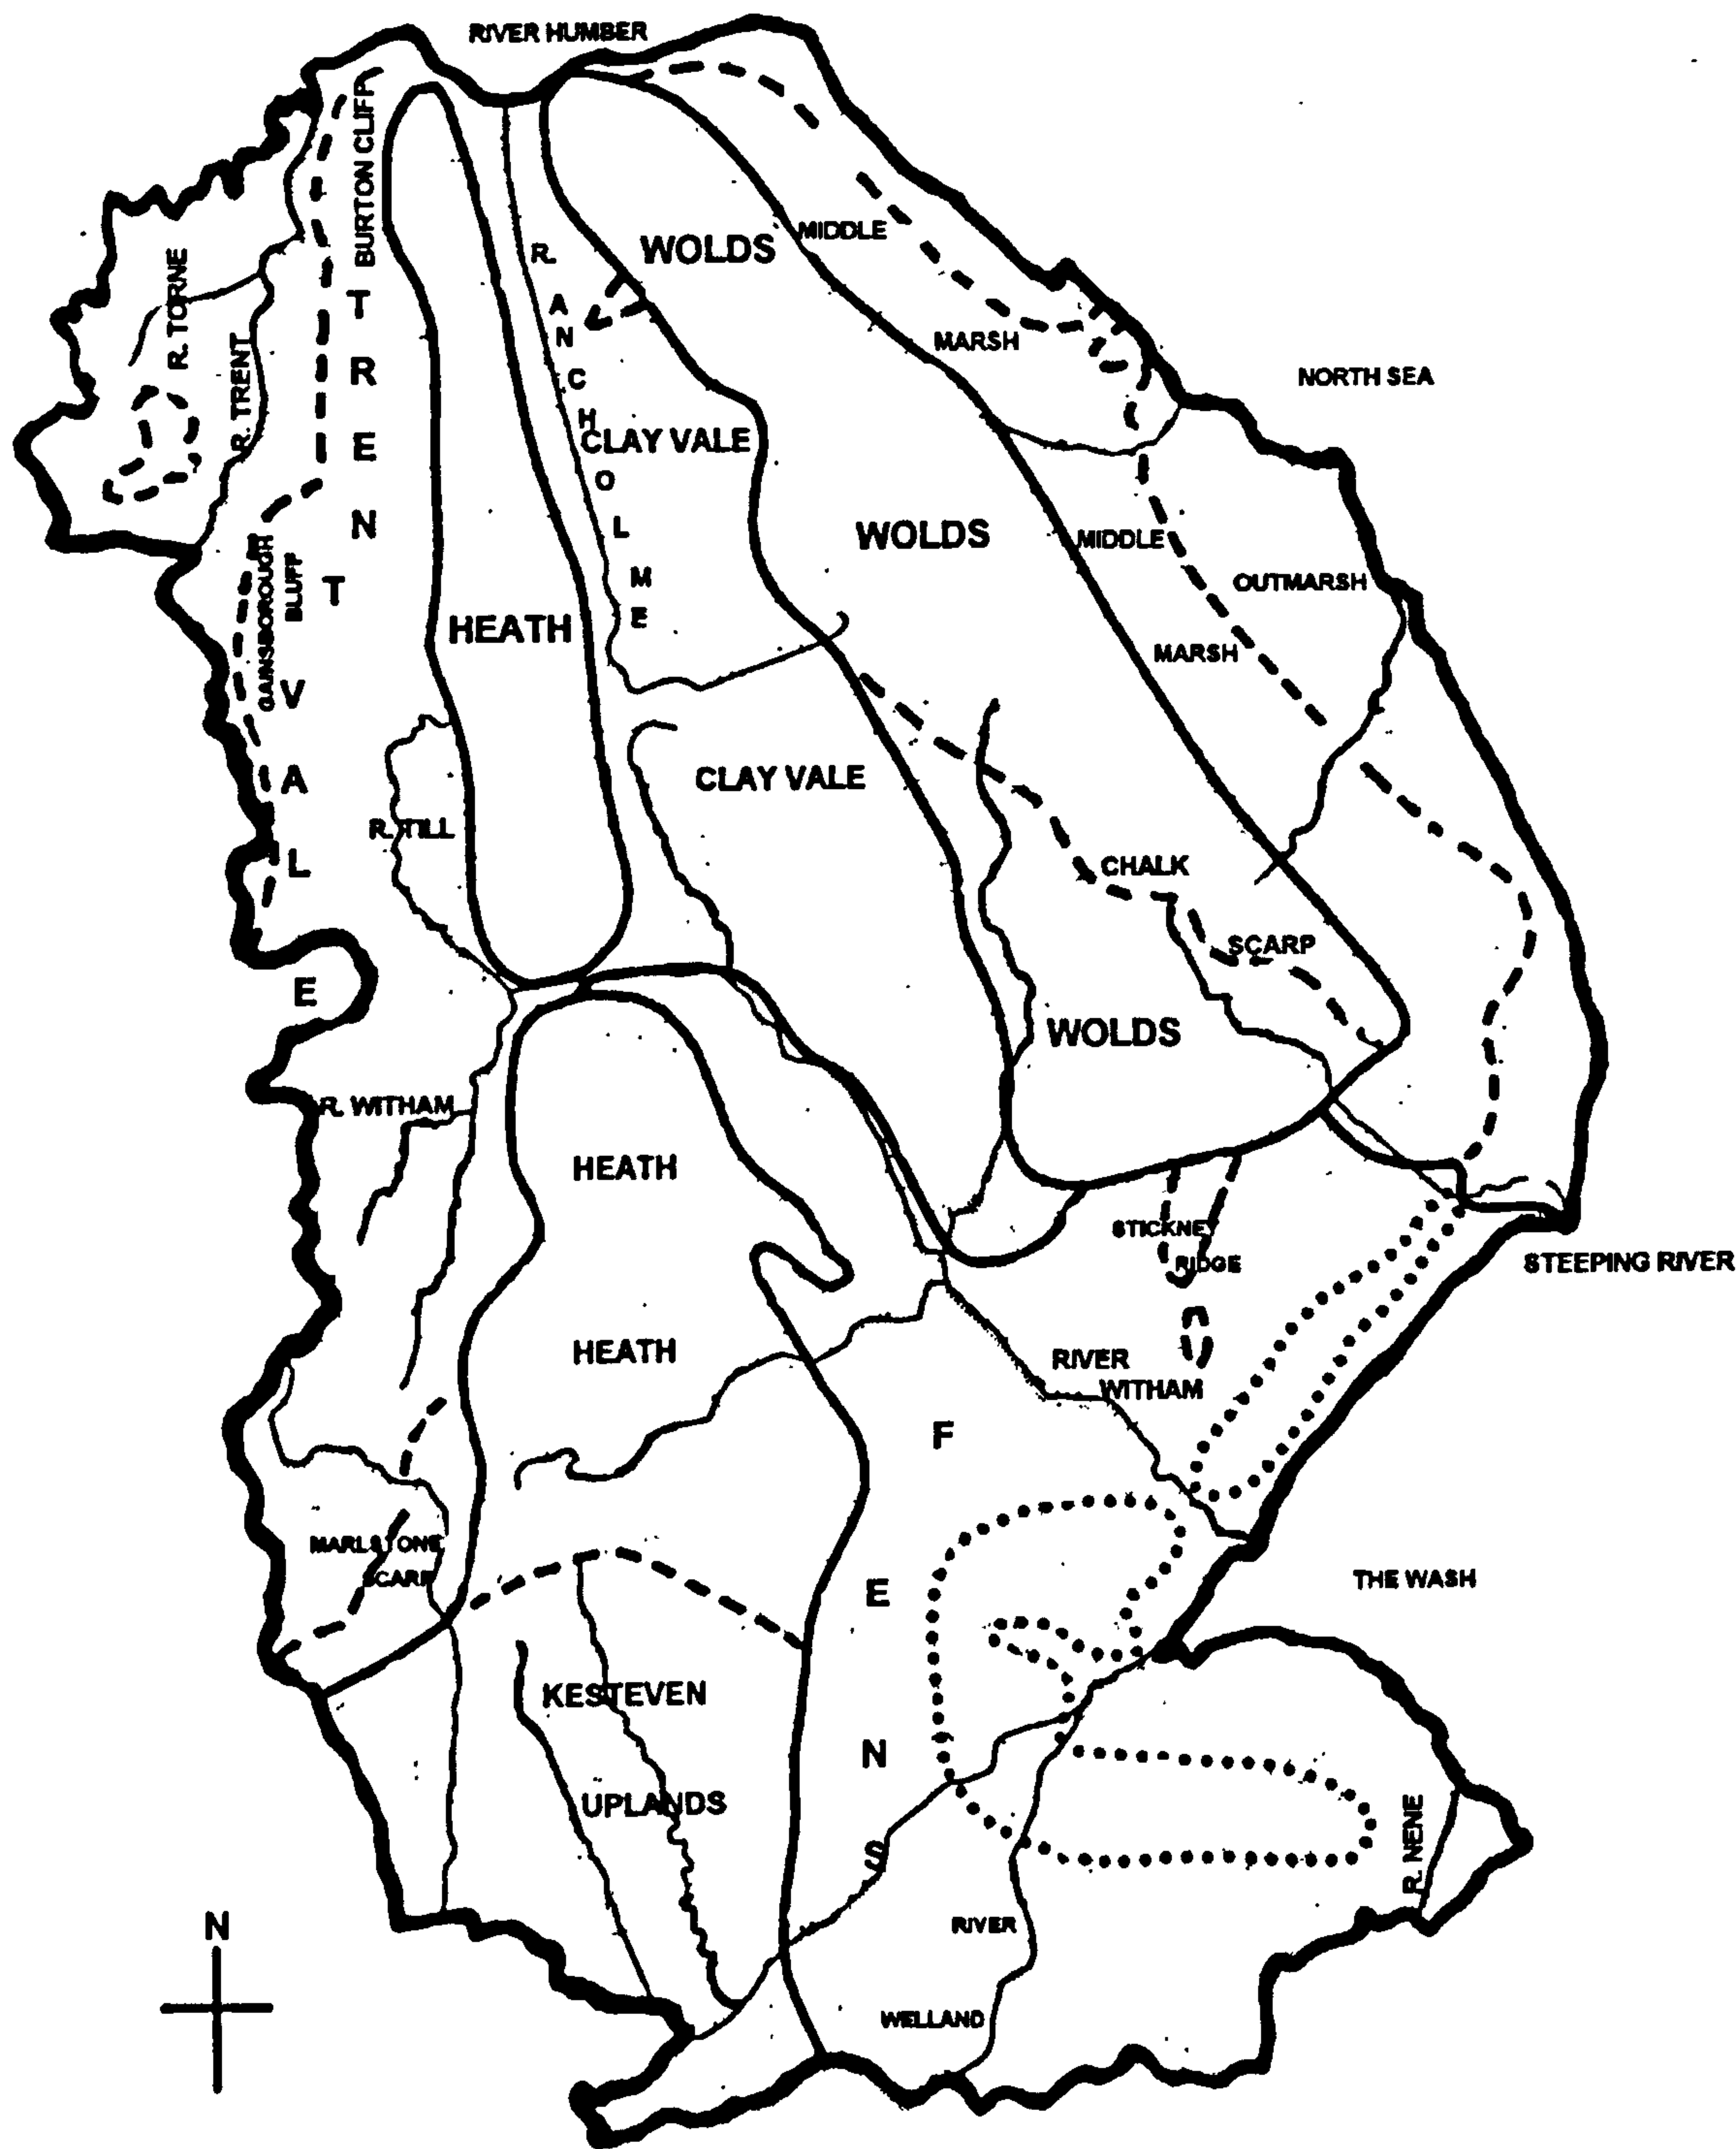 RIVER HUMBER
BURTON CLIFF
R. TORNE
R. TRENT
TRENT
VALE
GAINSBOROUGH
BLUFF
R. ANCHOLME
WOLDS
MIDDLE
MARSH
NORTH SEA
CLAY VALE
WOLDS
MIDDLE
MARSH
OUTMARSH
HEATH
CLAY VALE
R. TILL
CHALK
SCARP
WOLDS
R. WITHAM
HEATH
STICKNEY
RIDGE
STEEPING RIVER
HEATH
RIVER
WITHAM
FENS
MARLSTONE
SCARP
THE WASH
KESTEVEN
UPLANDS
R. NENE
RIVER
WELLAND
N